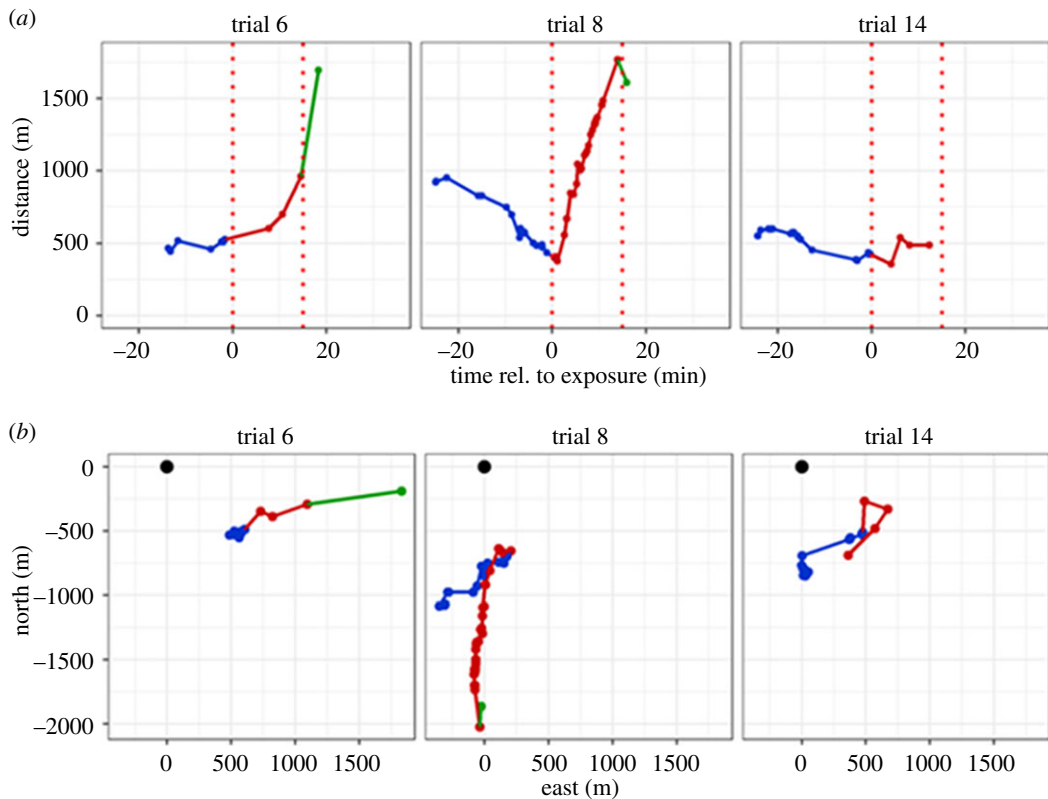 (a)
trial 6 trial 8 trial 14
1500
1000
500
0
distance (m)
–20 0 20 –20 0 20 –20 0 20
time rel. to exposure (min)
(b)
trial 6 trial 8 trial 14
0
–500
–1000
–1500
–2000
north (m)
0 500 1000 1500 0 500 1000 1500 0 500 1000 1500
east (m)